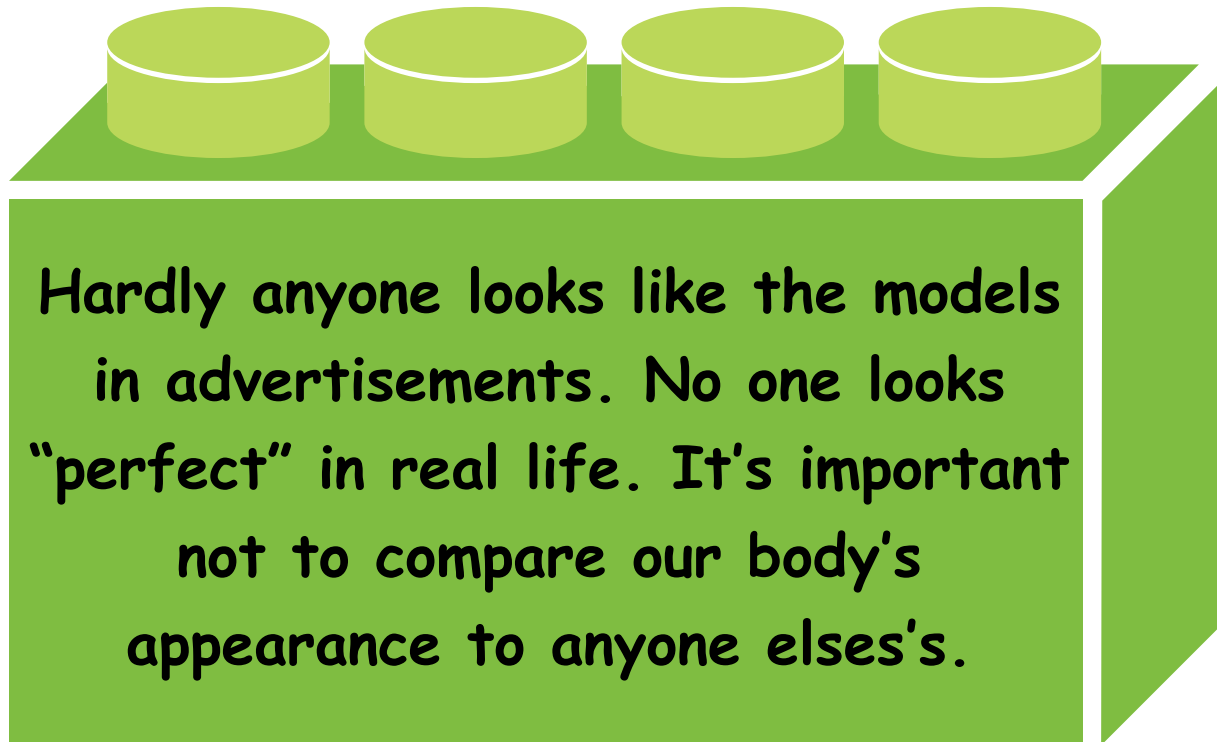 Hardly anyone looks like the models
in advertisements. No one looks
“perfect” in real life. It’s important
not to compare our body’s
appearance to anyone elses’s.